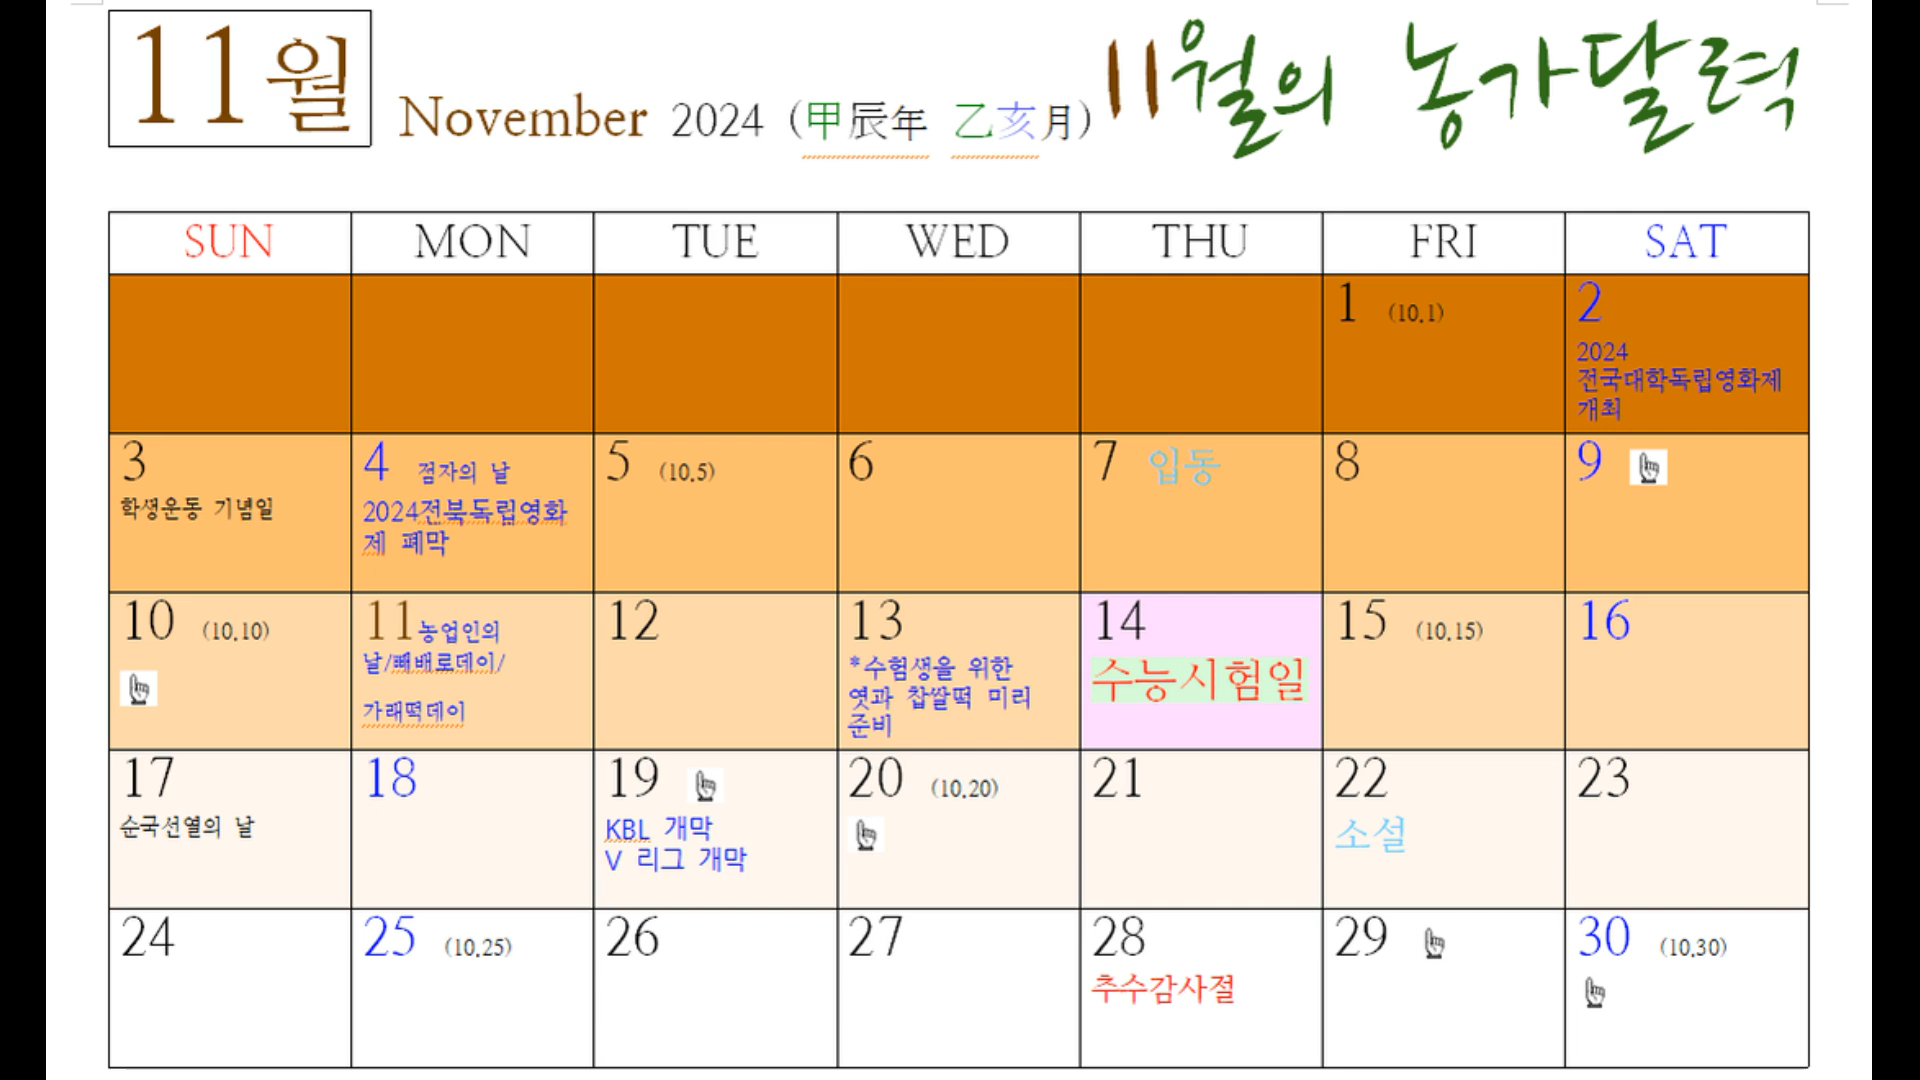 11월
November 2024 (甲辰年 乙亥月)
11월의 농가달력
SUN MON TUE WED THU FRI SAT
1 (10.1)
2
2024
전국대학독립영화제
개최
3
학생운동 기념일
4 점자의 날
2024전북독립영화
제 폐막
5 (10.5)
6
7 입동
8
9
10 (10.10)
11농업인의
날/빼배로데이/
가래떡데이
12
13
*수험생을 위한
엿과 찹쌀떡 미리
준비
14
수능시험일
15 (10.15)
16
17
순국선열의 날
18
19
KBL 개막
V 리그 개막
20 (10.20)
21
22
소설
23
24
25 (10.25)
26
27
28
추수감사절
29
30 (10.30)